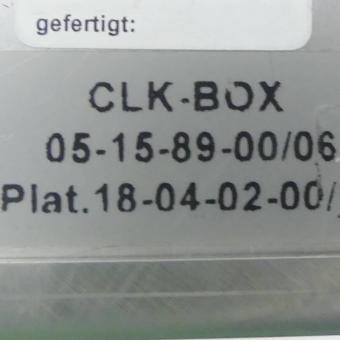 gefertigt:
CLK-BOX
05-15-89-00/06
Plat.18-04-02-00/